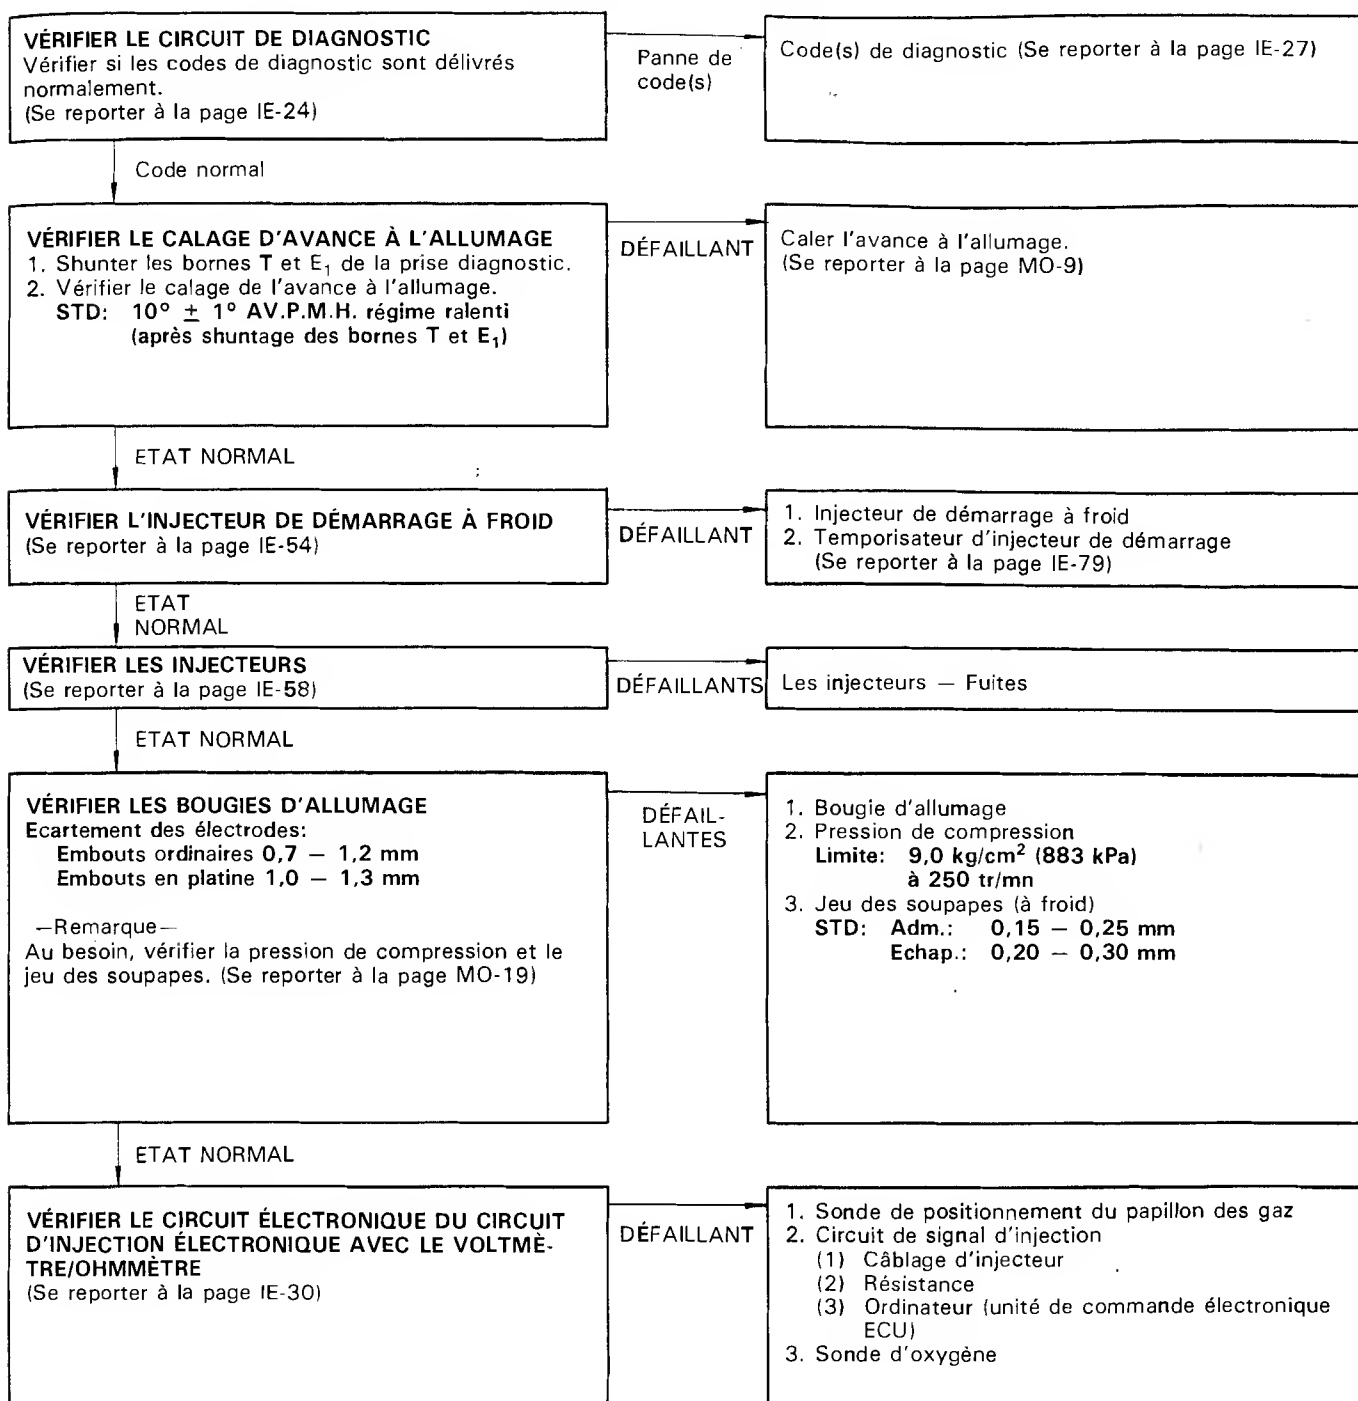 VÉRIFIER LE CIRCUIT DE DIAGNOSTIC
Vérifier si les codes de diagnostic sont délivrés
normalement.
(Se reporter à la page IE-24)
Panne de
code(s)
Code(s) de diagnostic (Se reporter à la page IE-27)
Code normal
VÉRIFIER LE CALAGE D'AVANCE À L'ALLUMAGE
1. Shunter les bornes T et E₁ de la prise diagnostic.
2. Vérifier le calage de l'avance à l'allumage.
STD: 10° ± 1° AV.P.M.H. régime ralenti
(après shuntage des bornes T et E₁)
DÉFAILLANT
Caler l'avance à l'allumage.
(Se reporter à la page MO-9)
ETAT NORMAL
VÉRIFIER L'INJECTEUR DE DÉMARRAGE À FROID
(Se reporter à la page IE-54)
DÉFAILLANT
1. Injecteur de démarrage à froid
2. Temporisateur d'injecteur de démarrage
(Se reporter à la page IE-79)
ETAT
NORMAL
VÉRIFIER LES INJECTEURS
(Se reporter à la page IE-58)
DÉFAILLANTS
Les injecteurs — Fuites
ETAT NORMAL
VÉRIFIER LES BOUGIES D'ALLUMAGE
Ecartement des électrodes:
Embouts ordinaires 0,7 — 1,2 mm
Embouts en platine 1,0 — 1,3 mm
—Remarque—
Au besoin, vérifier la pression de compression et le
jeu des soupapes. (Se reporter à la page MO-19)
DÉFAIL-
LANTES
1. Bougie d'allumage
2. Pression de compression
Limite: 9,0 kg/cm² (883 kPa)
à 250 tr/mn
3. Jeu des soupapes (à froid)
STD: Adm.: 0,15 — 0,25 mm
Echap.: 0,20 — 0,30 mm
ETAT NORMAL
VÉRIFIER LE CIRCUIT ÉLECTRONIQUE DU CIRCUIT
D'INJECTION ÉLECTRONIQUE AVEC LE VOLTMÈ-
TRE/OHMMÈTRE
(Se reporter à la page IE-30)
DÉFAILLANT
1. Sonde de positionnement du papillon des gaz
2. Circuit de signal d'injection
(1) Câblage d'injecteur
(2) Résistance
(3) Ordinateur (unité de commande électronique
ECU)
3. Sonde d'oxygène